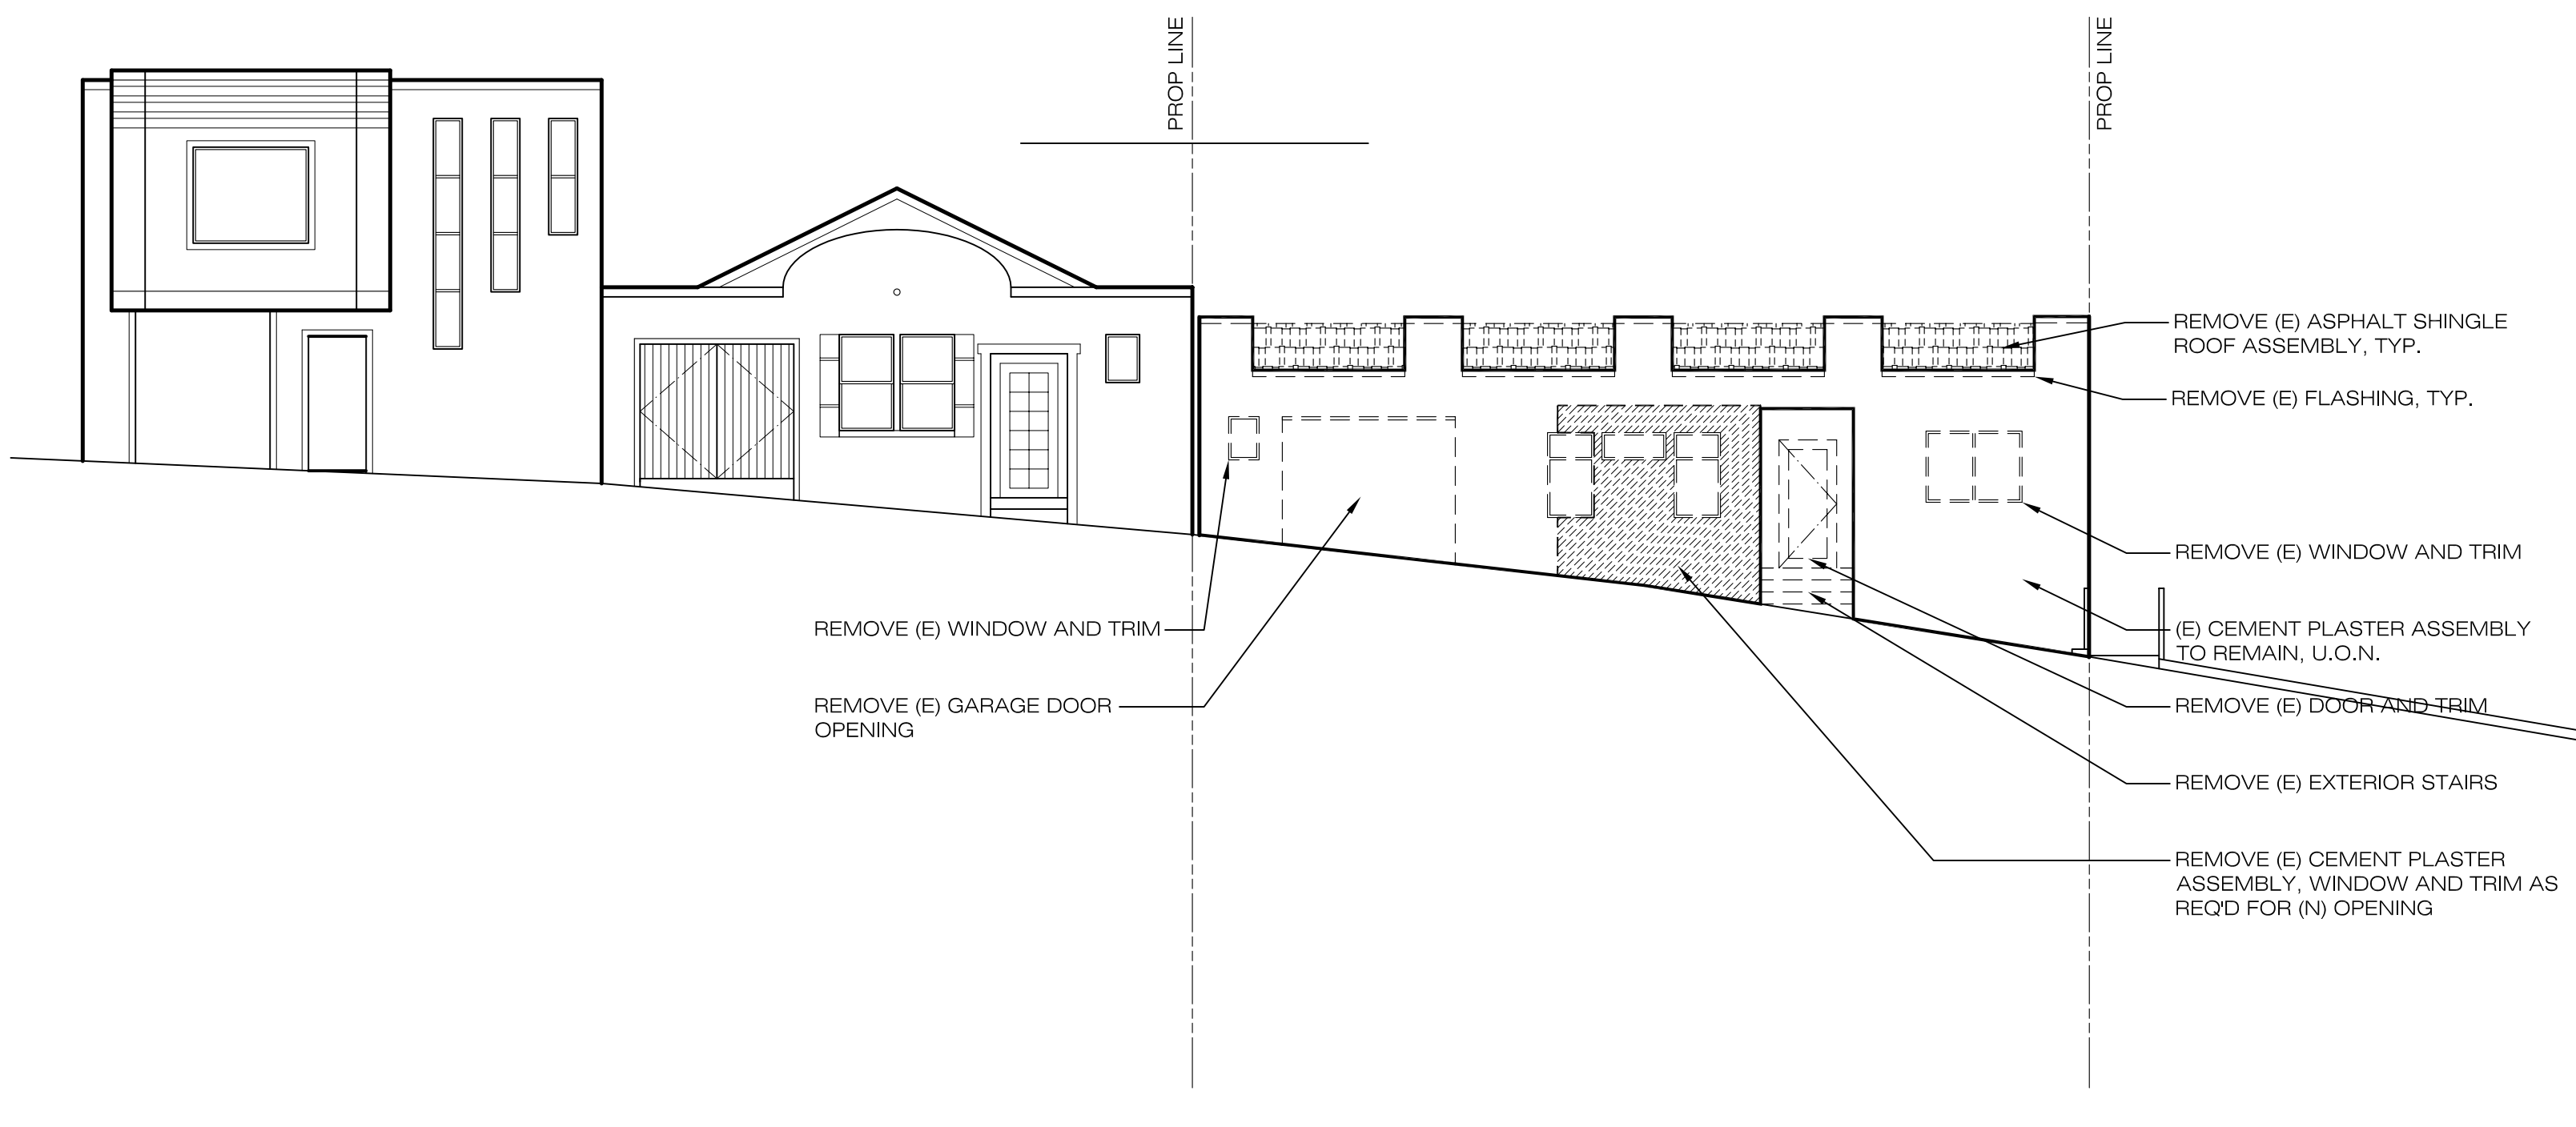 PROP LINE
PROP LINE
REMOVE (E) ASPHALT SHINGLE
ROOF ASSEMBLY, TYP.
REMOVE (E) FLASHING, TYP.
REMOVE (E) WINDOW AND TRIM
(E) CEMENT PLASTER ASSEMBLY
TO REMAIN, U.O.N.
REMOVE (E) DOOR AND TRIM
REMOVE (E) EXTERIOR STAIRS
REMOVE (E) CEMENT PLASTER
ASSEMBLY, WINDOW AND TRIM AS
REQ'D FOR (N) OPENING
REMOVE (E) WINDOW AND TRIM
REMOVE (E) GARAGE DOOR
OPENING